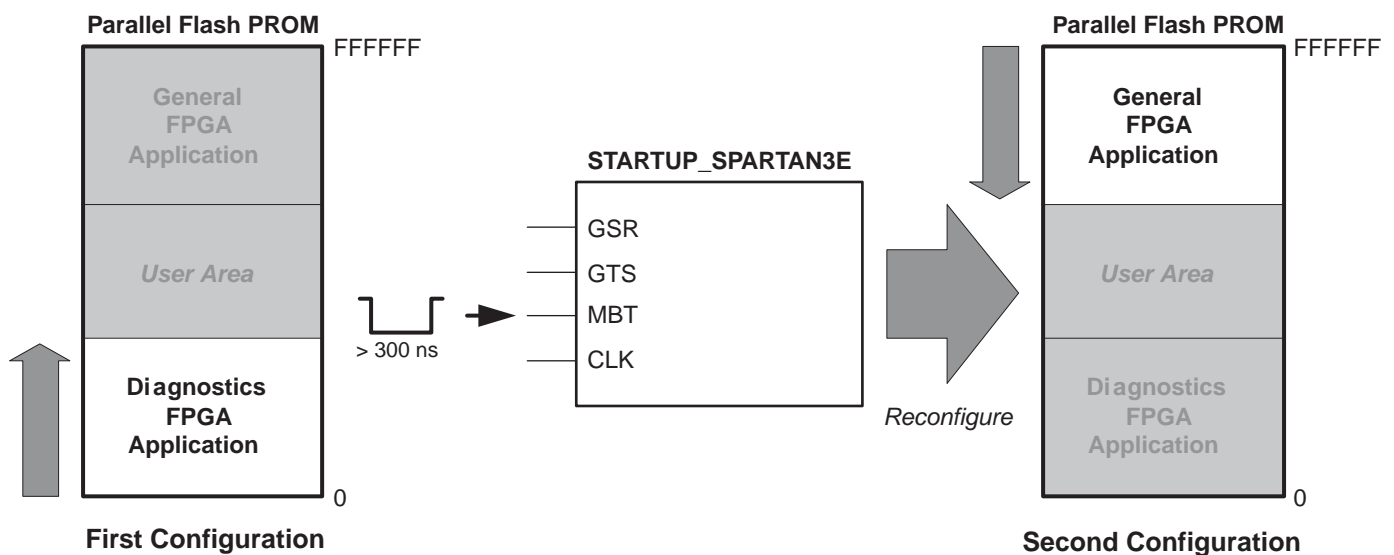 Parallel Flash PROM
FFFFFF
General
FPGA
Application
User Area
Diagnostics
FPGA
Application
0
First Configuration
> 300 ns
STARTUP_SPARTAN3E
GSR
GTS
MBT
CLK
Reconfigure
Parallel Flash PROM
FFFFFF
General
FPGA
Application
User Area
Diagnostics
FPGA
Application
0
Second Configuration